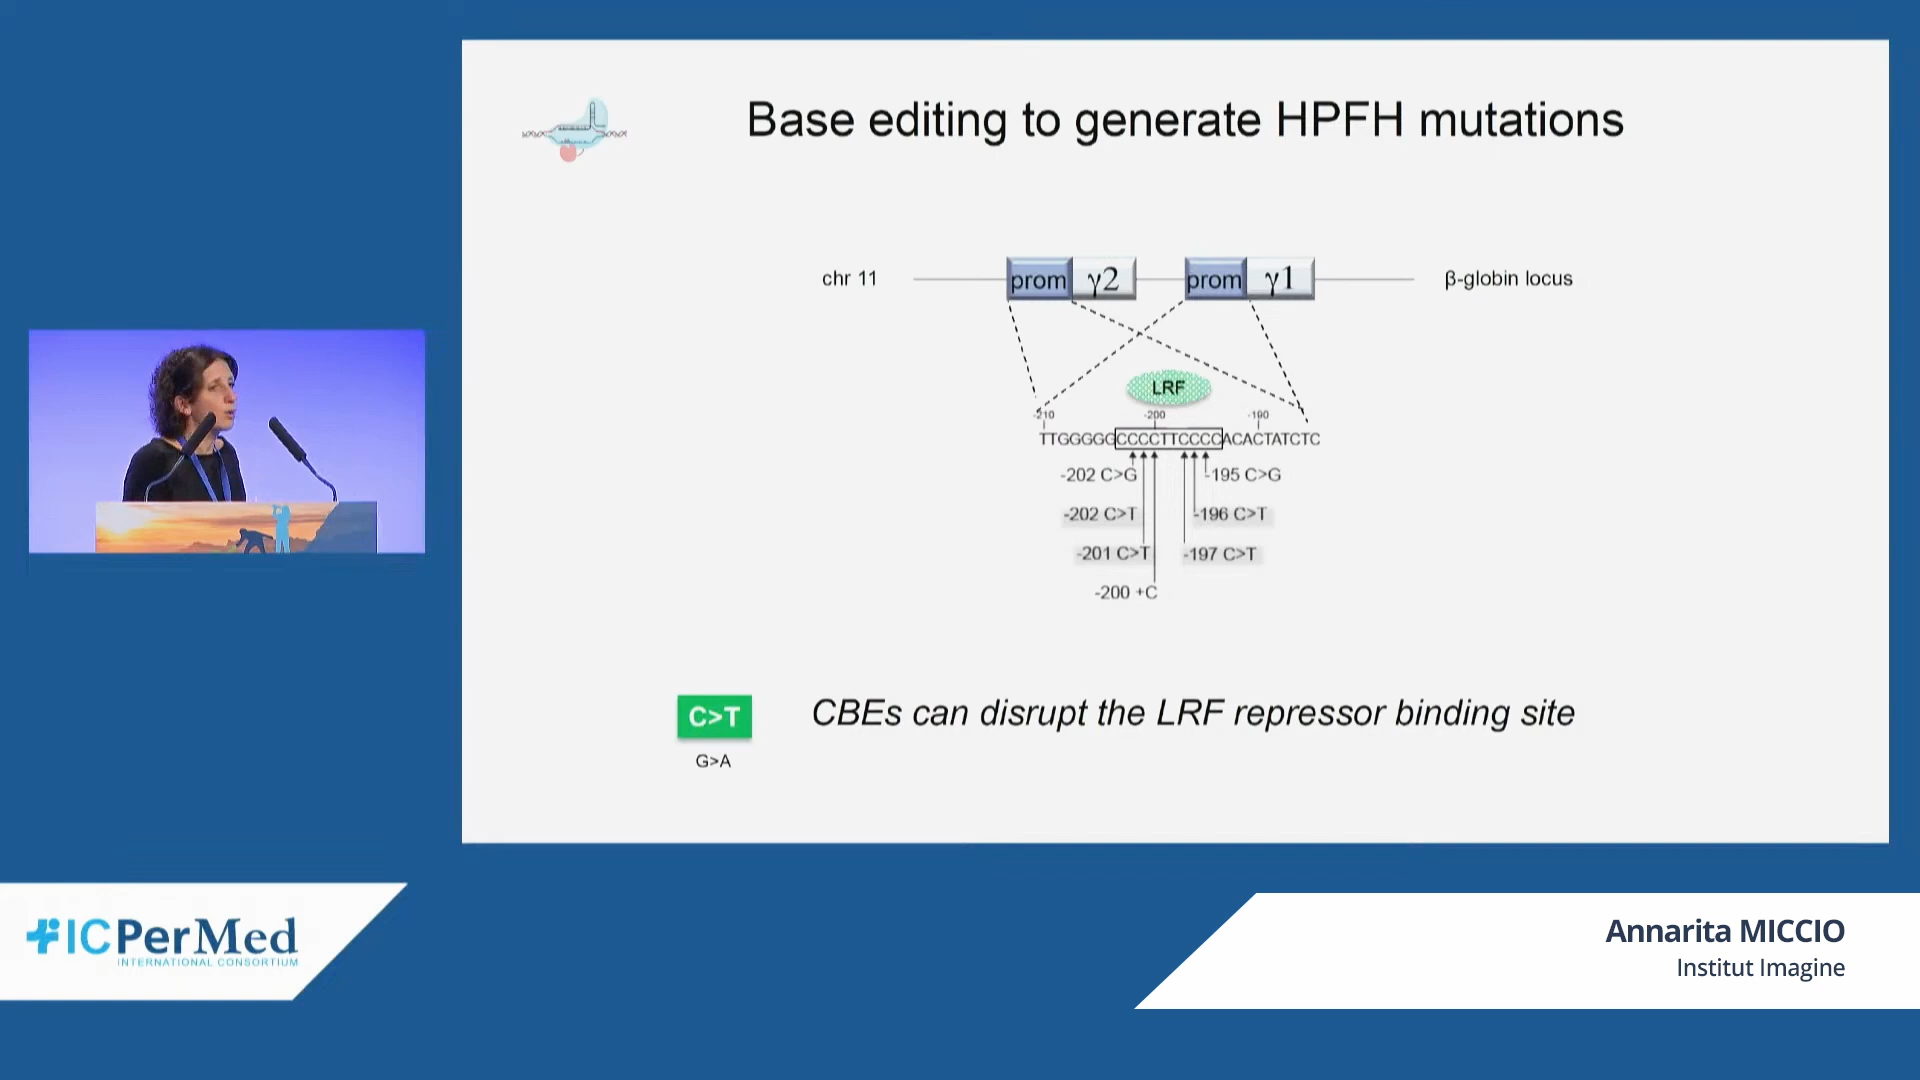 Base editing to generate HPFH mutations
chr 11
prom γ2
prom γ1
β-globin locus
LRF
-210
-200
-190
TTGGGGGCCCCTTCCCCACACTATCTC
-202 C>G
-195 C>G
-202 C>T
-196 C>T
-201 C>T
-197 C>T
-200 +C
C>T
CBEs can disrupt the LRF repressor binding site
G>A
ICPerMed
INTERNATIONAL CONSORTIUM
Annarita MICCIO
Institut Imagine